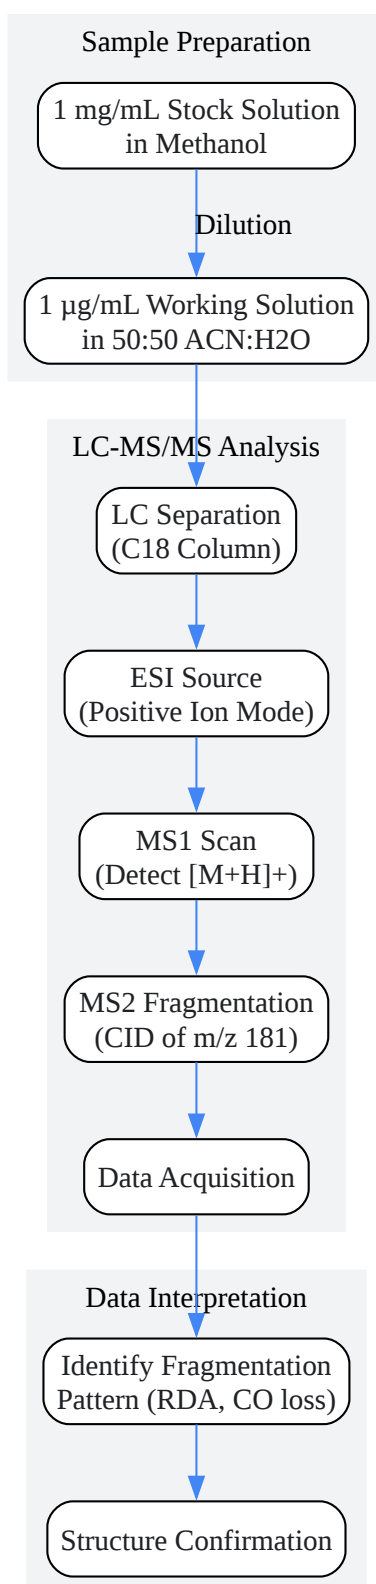 Sample Preparation
1 mg/mL Stock Solution
in Methanol
Dilution
1 µg/mL Working Solution
in 50:50 ACN:H2O
LC-MS/MS Analysis
LC Separation
(C18 Column)
ESI Source
(Positive Ion Mode)
MS1 Scan
(Detect [M+H]+)
MS2 Fragmentation
(CID of m/z 181)
Data Acquisition
Data Interpretation
Identify Fragmentation
Pattern (RDA, CO loss)
Structure Confirmation